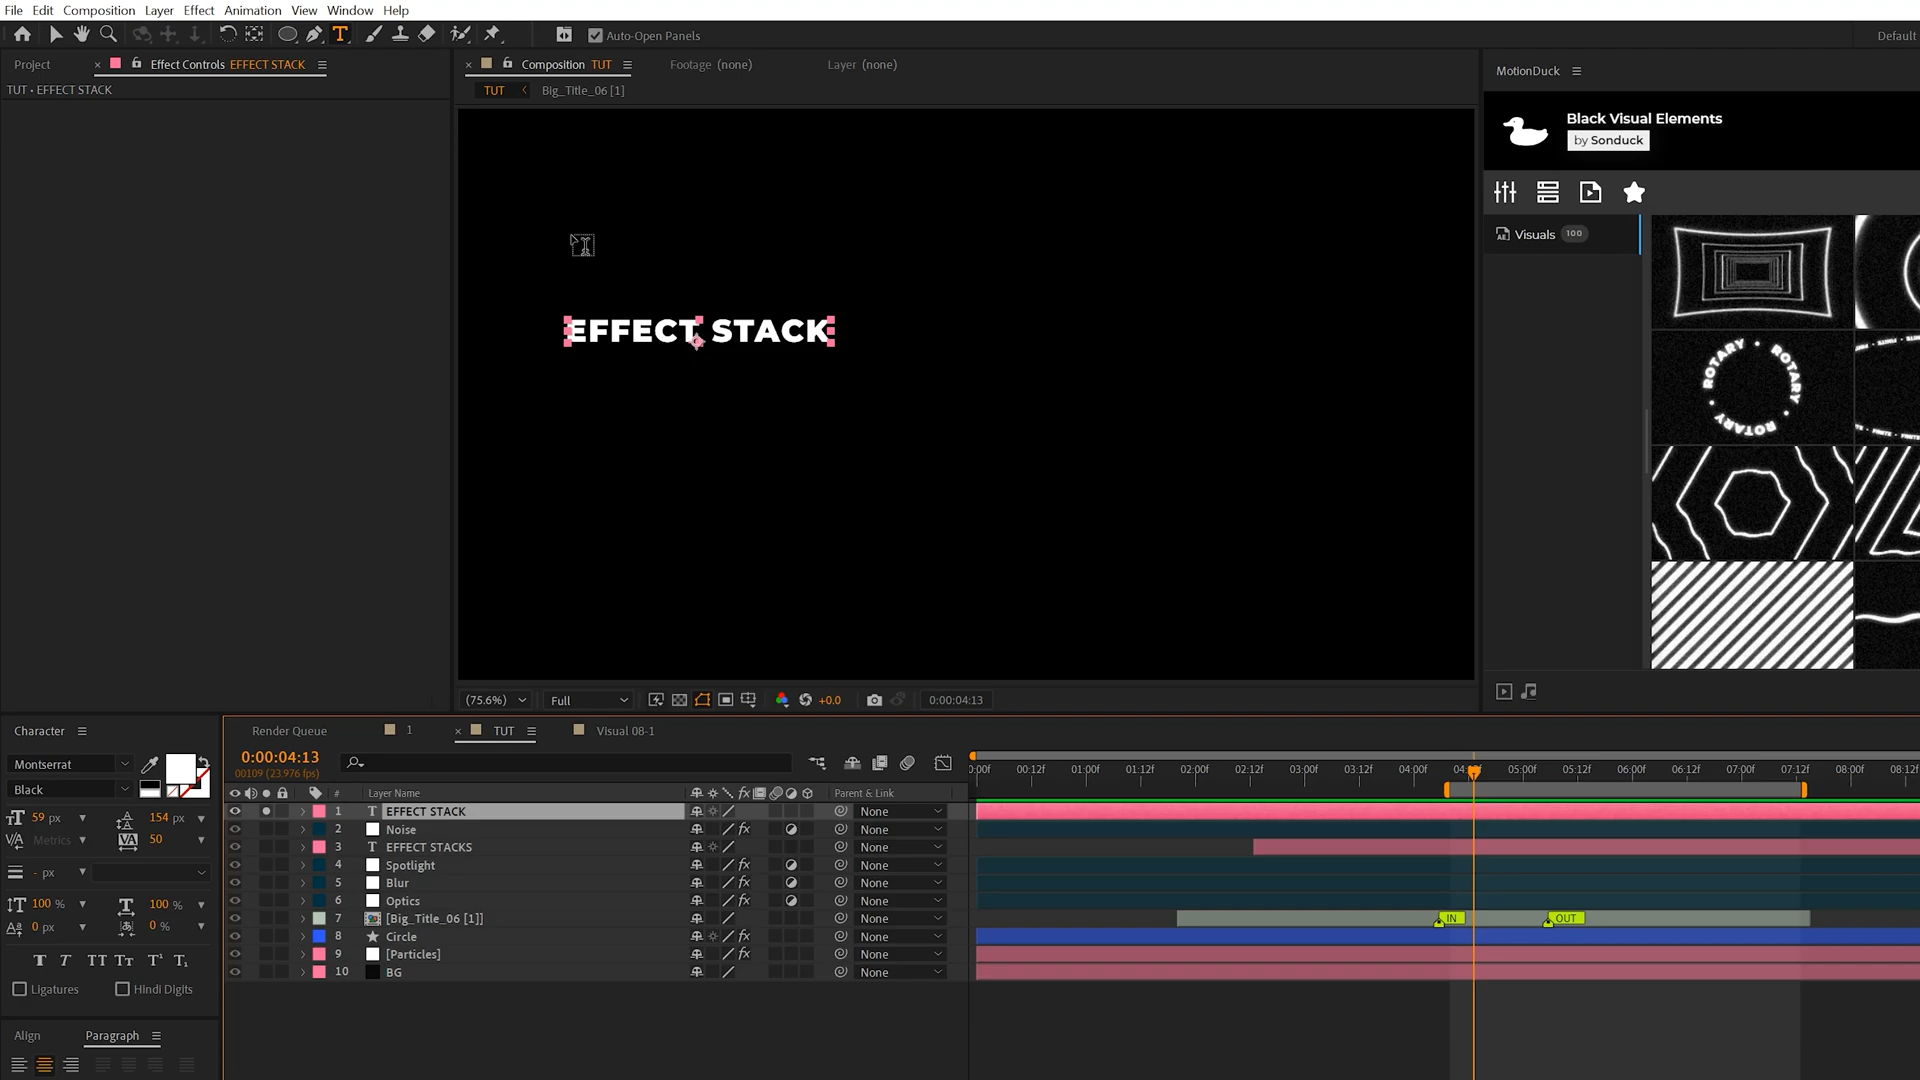 File Edit Composition Layer Effect Animation View Window Help
Auto-Open Panels
Default
Project
Effect Controls EFFECT STACK
Composition TUT
Footage (none)
Layer (none)
MotionDuck
TUT • EFFECT STACK
TUT
Big_Title_06 [1]
Black Visual Elements
by Sonduck
Visuals 100
EFFECT STACK
ROTARY • ROTARY • ROTARY •
(75.6%)
Full
+0.0
0:00:04:13
Character
Render Queue
1
TUT
Visual 08-1
Montserrat
Black
0:00:04:13
00109 (23.976 fps)
:00f 00:12f 01:00f 01:12f 02:00f 02:12f 03:00f 03:12f 04:00f 05:00f 05:12f 06:00f 06:12f 07:00f 07:12f 08:00f 08:12f
# Layer Name
Parent & Link
59 px
154 px
Metrics
50
- px
100 %
100 %
0 px
0 %
Ligatures
Hindi Digits
Align
Paragraph
1 EFFECT STACK None
2 Noise None
3 EFFECT STACKS None
4 Spotlight None
5 Blur None
6 Optics None
7 [Big_Title_06 [1]] None IN OUT
8 Circle None
9 [Particles] None
10 BG None